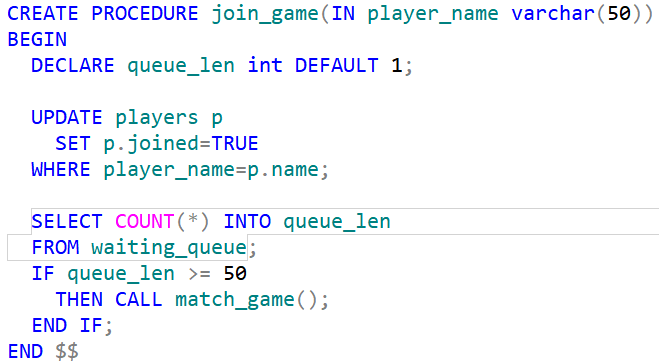 CREATE PROCEDURE join_game(IN player_name varchar(50))
BEGIN
  DECLARE queue_len int DEFAULT 1;

  UPDATE players p
    SET p.joined=TRUE
  WHERE player_name=p.name;

  SELECT COUNT(*) INTO queue_len
  FROM waiting_queue;
  IF queue_len >= 50
    THEN CALL match_game();
  END IF;
END $$